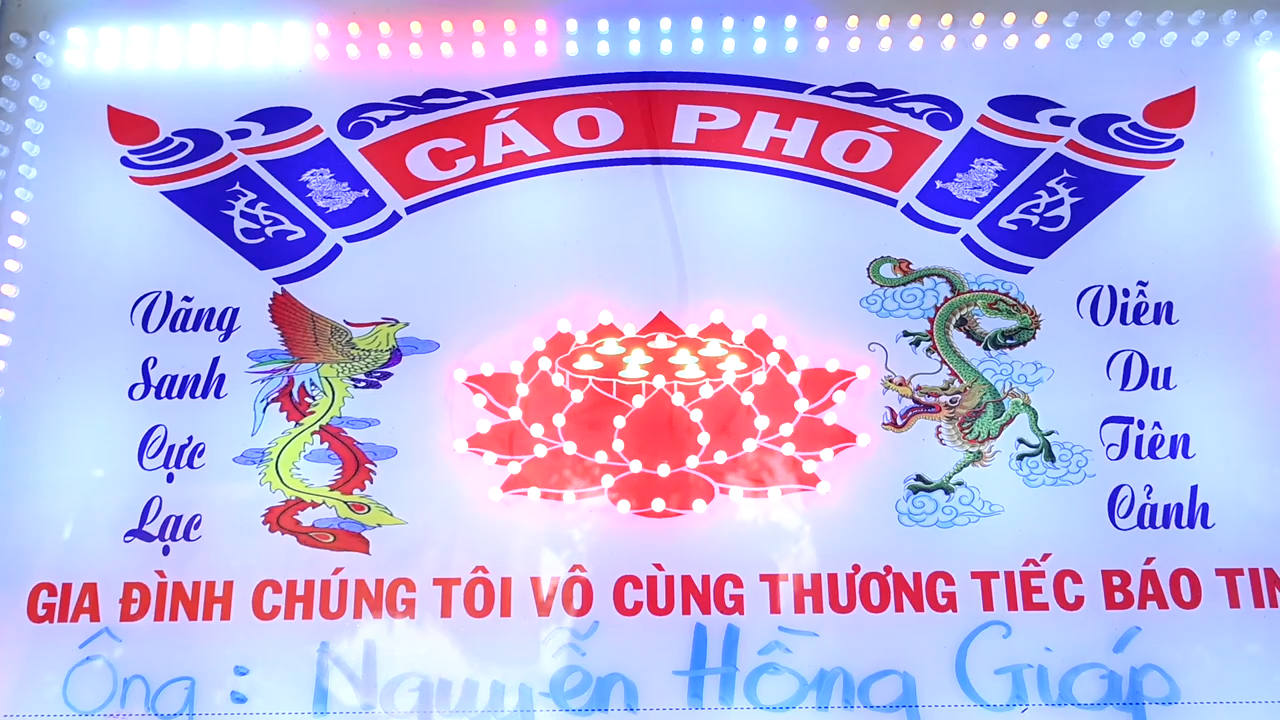 CÁO PHÓ
Vãng
Sanh
Cực
Lạc
Viễn
Du
Tiên
Cảnh
GIA ĐÌNH CHÚNG TÔI VÔ CÙNG THƯƠNG TIẾC BÁO TIN
Ông : Nguyễn Hồng Giáp